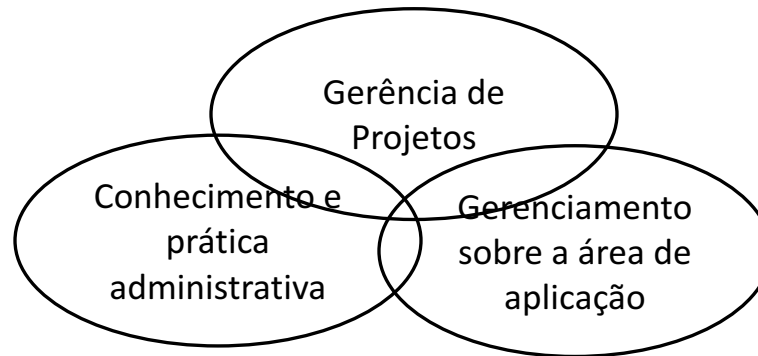 Gerência de
Projetos
Conhecimento e
prática
administrativa
Gerenciamento
sobre a área de
aplicação